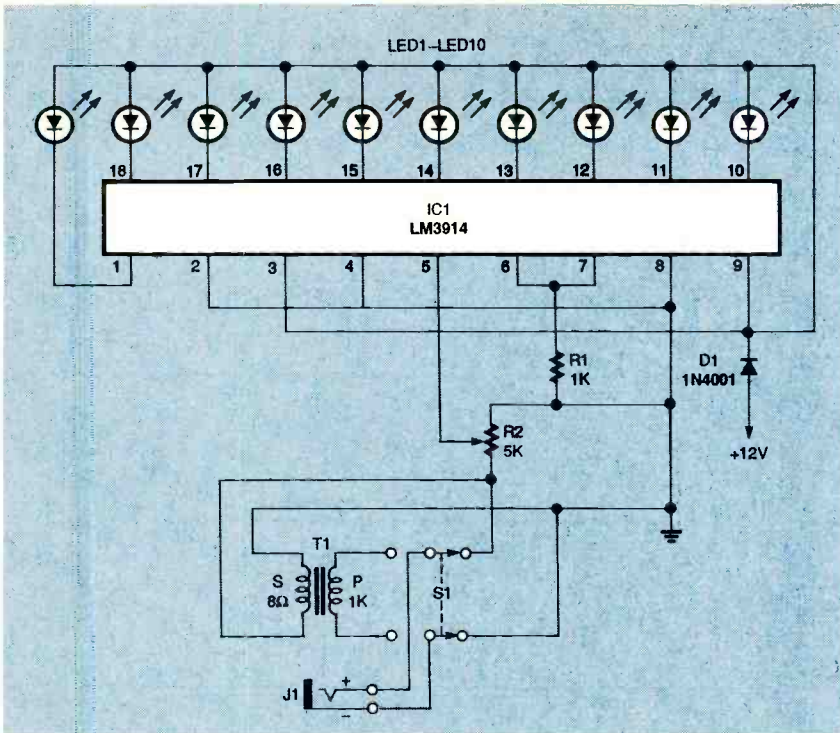 LED1–LED10
18 17 16 15 14 13 12 11 10
IC1
LM3914
1 2 3 4 5 6 7 8 9
R1
1K
D1
1N4001
R2
5K
+12V
T1
S P
8Ω 1K
S1
J1 +
−